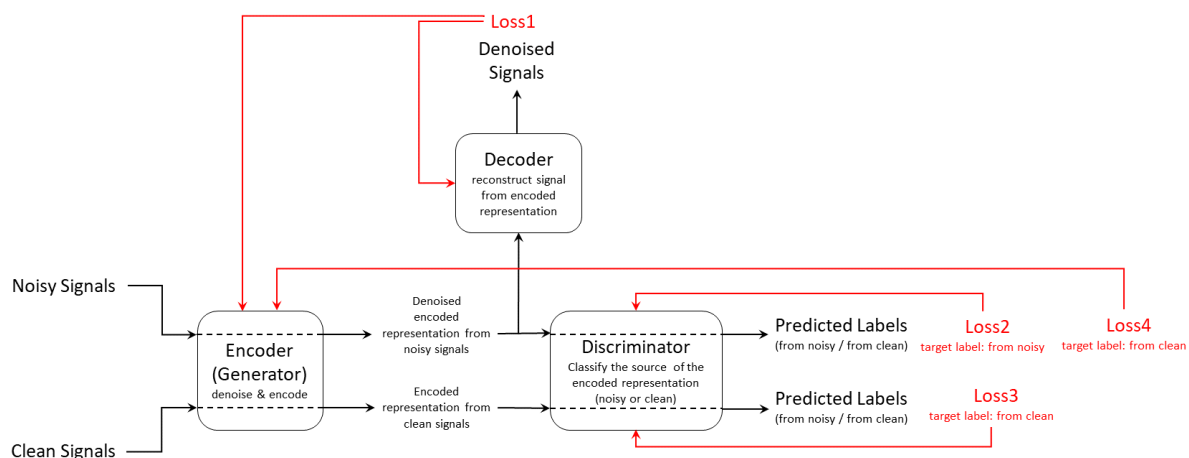 Loss1
Denoised
Signals
Decoder
reconstruct signal
from encoded
representation
Noisy Signals
Denoised
encoded
representation from
noisy signals
Encoder
(Generator)
denoise & encode
Discriminator
Classify the source of the
encoded representation
(noisy or clean)
Predicted Labels
(from noisy / from clean)
Loss2
target label: from noisy
Loss4
target label: from clean
Encoded
representation from
clean signals
Predicted Labels
(from noisy / from clean)
Loss3
target label: from clean
Clean Signals